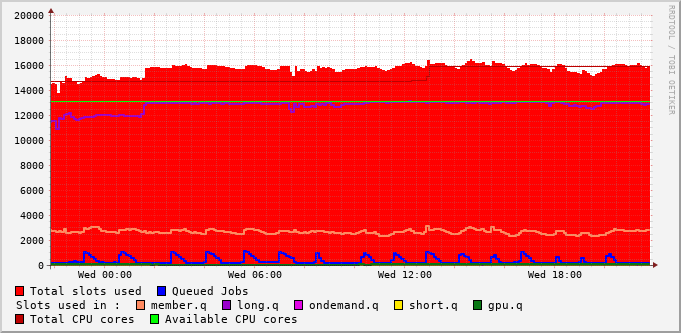 20000
18000
16000
14000
12000
10000
8000
6000
4000
2000
0
Wed 00:00 Wed 06:00 Wed 12:00 Wed 18:00
RRDTOOL / TOBI OETIKER
Total slots used Queued Jobs
Slots used in : member.q long.q ondemand.q short.q gpu.q
Total CPU cores Available CPU cores